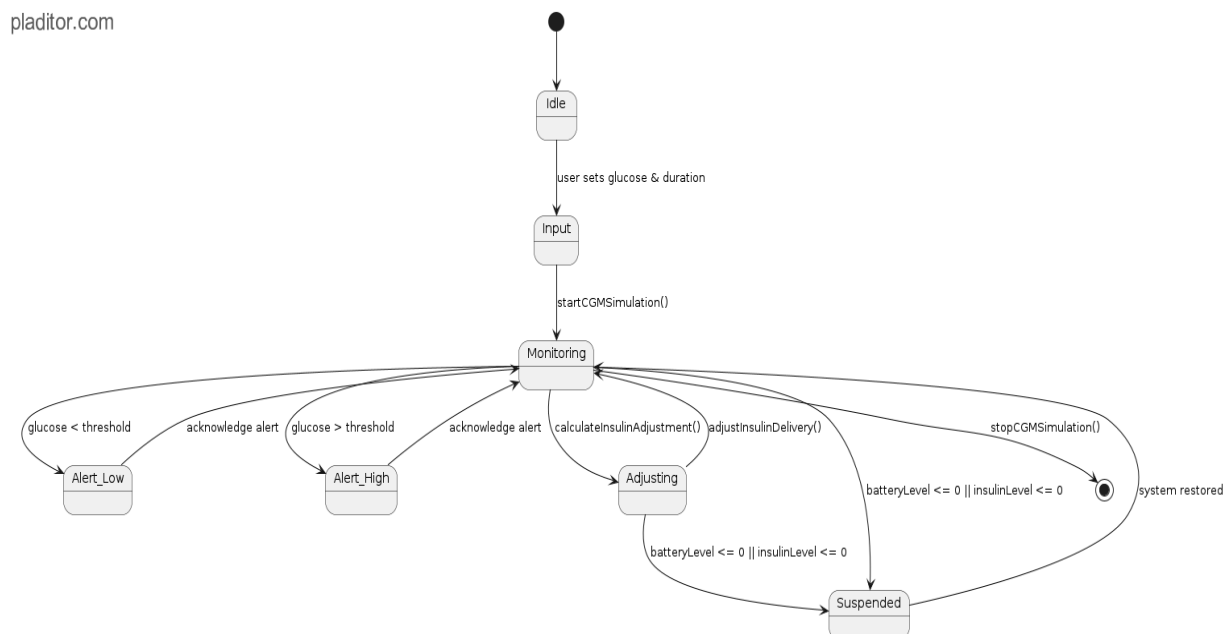 pladitor.com
Idle
user sets glucose & duration
Input
startCGMSimulation()
Monitoring
glucose < threshold
acknowledge alert
glucose > threshold
acknowledge alert
calculateInsulinAdjustment()
adjustInsulinDelivery()
stopCGMSimulation()
Alert_Low
Alert_High
Adjusting
batteryLevel <= 0 || insulinLevel <= 0
system restored
batteryLevel <= 0 || insulinLevel <= 0
Suspended